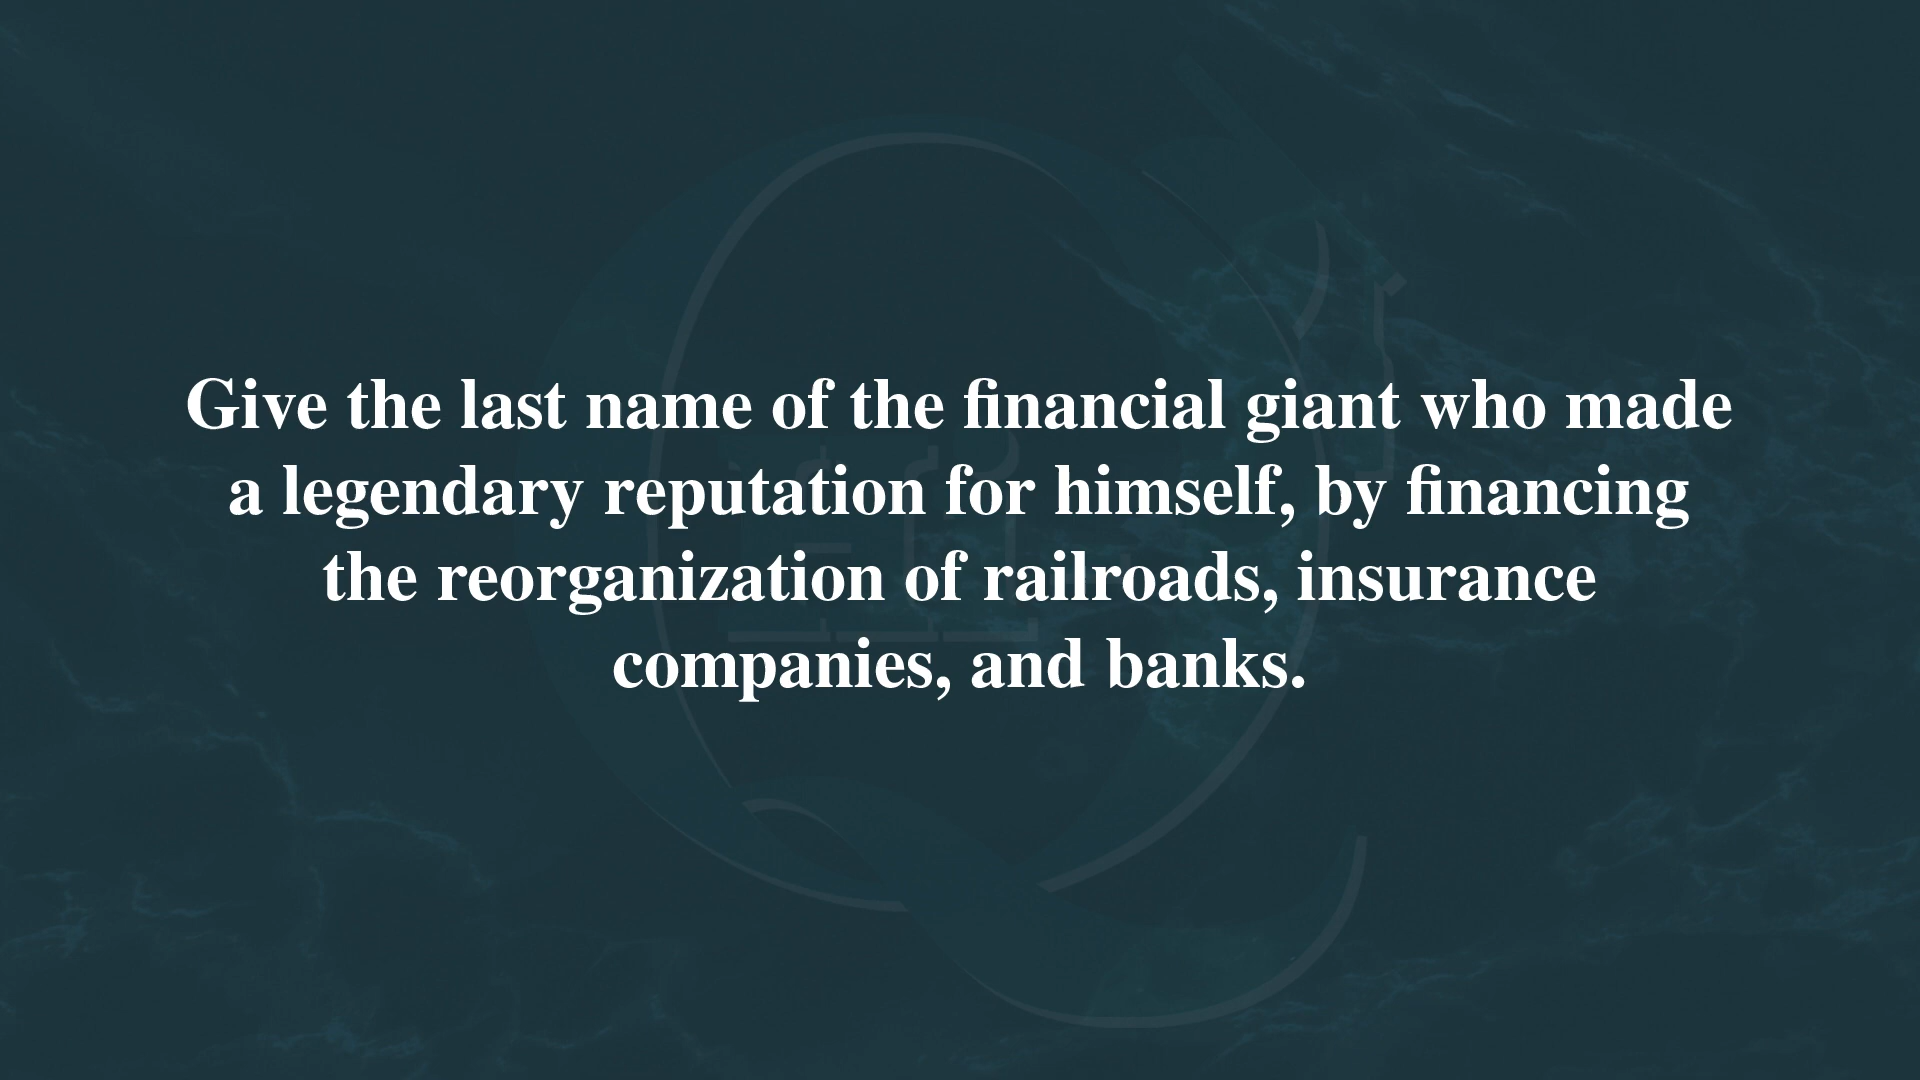 Give the last name of the financial giant who made
a legendary reputation for himself, by financing
the reorganization of railroads, insurance
companies, and banks.